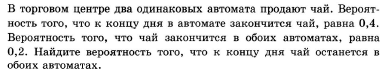 В торговом центре два одинаковых автомата продают чай. Вероят-
ность того, что к концу дня в автомате закончится чай, равна 0,4.
Вероятность того, что чай закончится в обоих автоматах, равна
0,2. Найдите вероятность того, что к концу дня чай останется в
обоих автоматах.